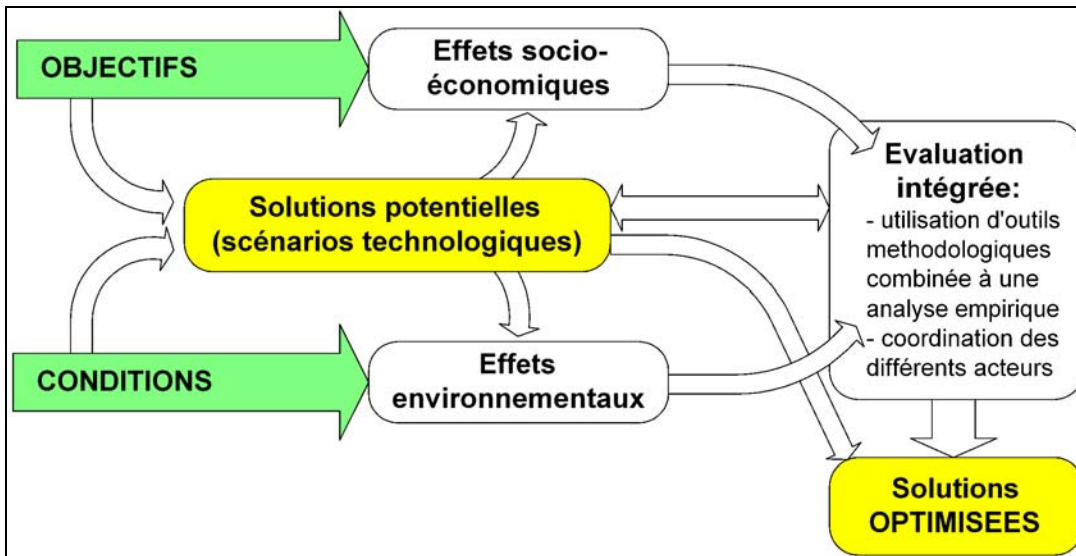 OBJECTIFS
Effets socio-
économiques
Solutions potentielles
(scénarios technologiques)
CONDITIONS
Effets
environnementaux
Evaluation
intégrée:
- utilisation d'outils
methodologiques
combinée à une
analyse empirique
- coordination des
différents acteurs
Solutions
OPTIMISEES